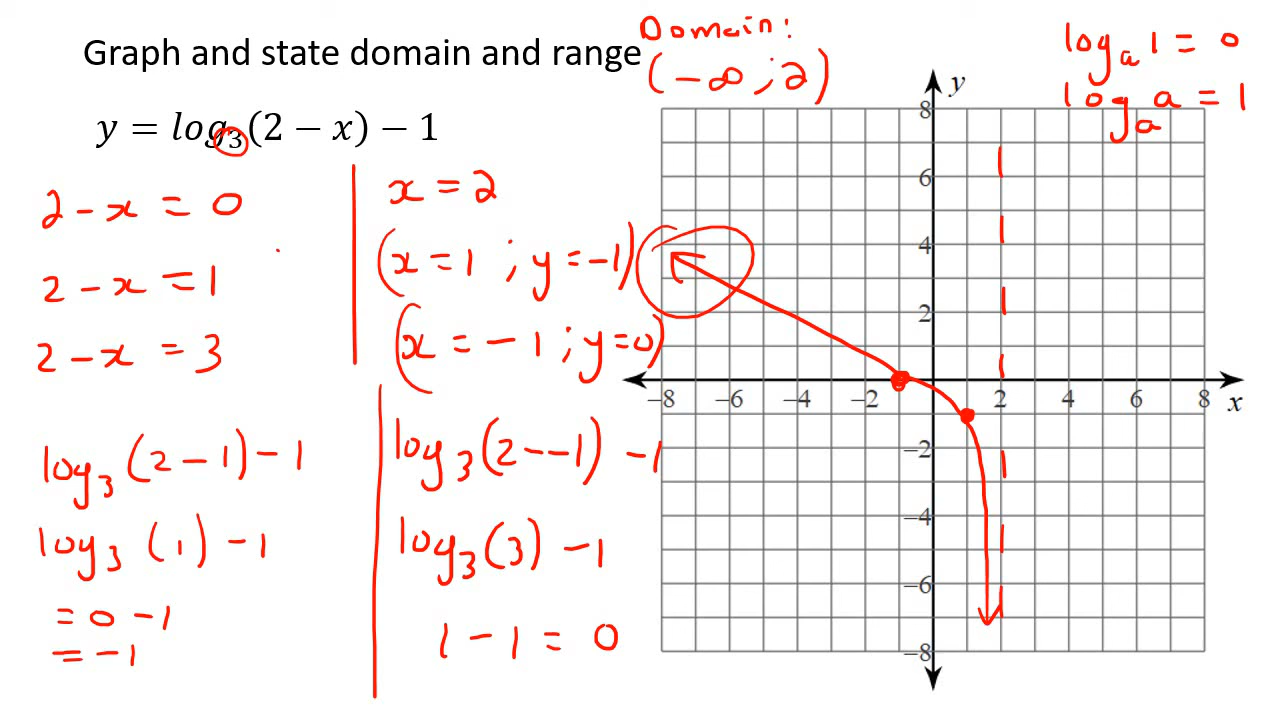 Graph and state domain and range
y = log₃(2 − x) − 1
2 - x = 0
2 - x = 1
2 - x = 3
x = 2
(x = 1 ; y = -1)
(x = -1 ; y = 0)
log₃ (2 - 1) - 1
log₃ (1) - 1
= 0 - 1
= -1
log₃(2--1) - 1
log₃(3) - 1
1 - 1 = 0
Domain:
(-∞ ; 2)
logₐ 1 = 0
logₐ a = 1
y
8
6
4
2
−8 −6 −4 −2 2 4 6 8 x
−2
−4
−6
−8